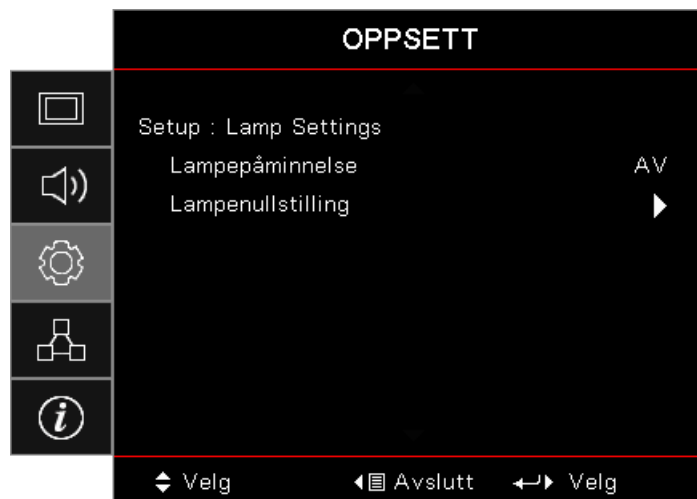 OPPSETT
Setup : Lamp Settings
Lampepåminnelse AV
Lampenullstilling
Velg Avslutt Velg